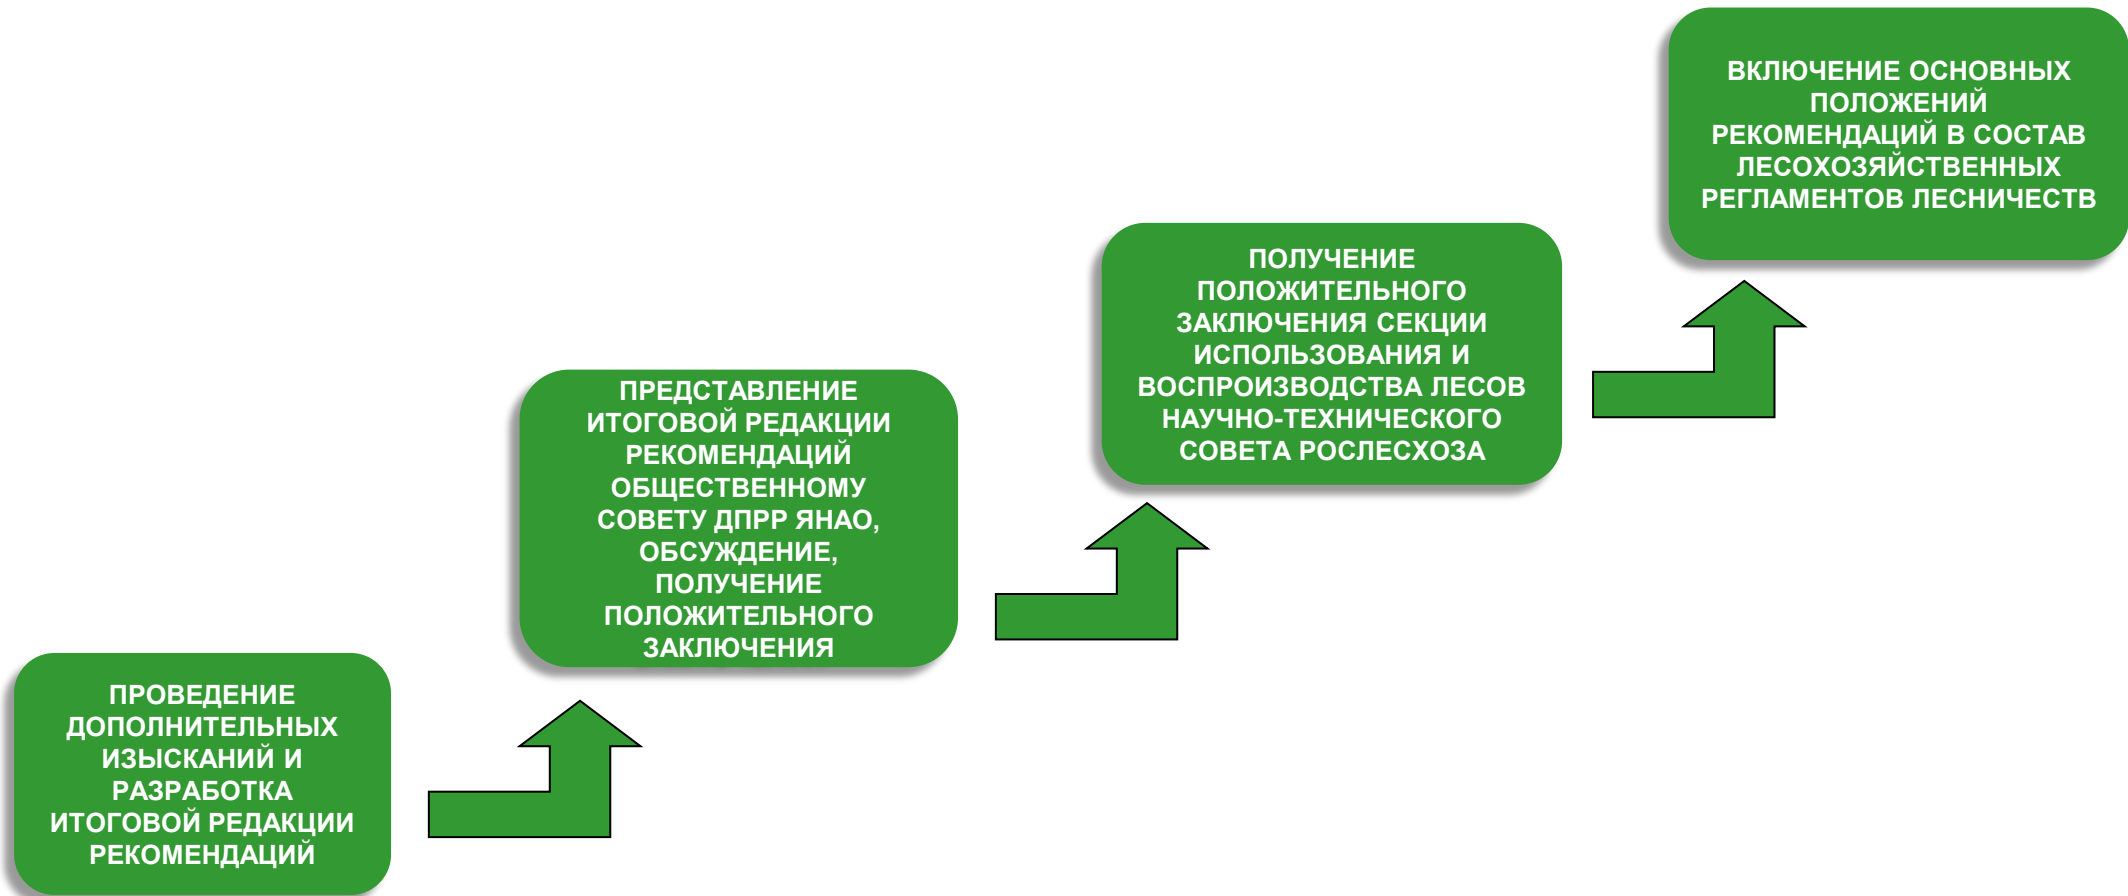 ПРОВЕДЕНИЕ
ДОПОЛНИТЕЛЬНЫХ
ИЗЫСКАНИЙ И
РАЗРАБОТКА
ИТОГОВОЙ РЕДАКЦИИ
РЕКОМЕНДАЦИЙ
ПРЕДСТАВЛЕНИЕ
ИТОГОВОЙ РЕДАКЦИИ
РЕКОМЕНДАЦИЙ
ОБЩЕСТВЕННОМУ
СОВЕТУ ДПРР ЯНАО,
ОБСУЖДЕНИЕ,
ПОЛУЧЕНИЕ
ПОЛОЖИТЕЛЬНОГО
ЗАКЛЮЧЕНИЯ
ПОЛУЧЕНИЕ
ПОЛОЖИТЕЛЬНОГО
ЗАКЛЮЧЕНИЯ СЕКЦИИ
ИСПОЛЬЗОВАНИЯ И
ВОСПРОИЗВОДСТВА ЛЕСОВ
НАУЧНО-ТЕХНИЧЕСКОГО
СОВЕТА РОСЛЕСХОЗА
ВКЛЮЧЕНИЕ ОСНОВНЫХ
ПОЛОЖЕНИЙ
РЕКОМЕНДАЦИЙ В СОСТАВ
ЛЕСОХОЗЯЙСТВЕННЫХ
РЕГЛАМЕНТОВ ЛЕСНИЧЕСТВ